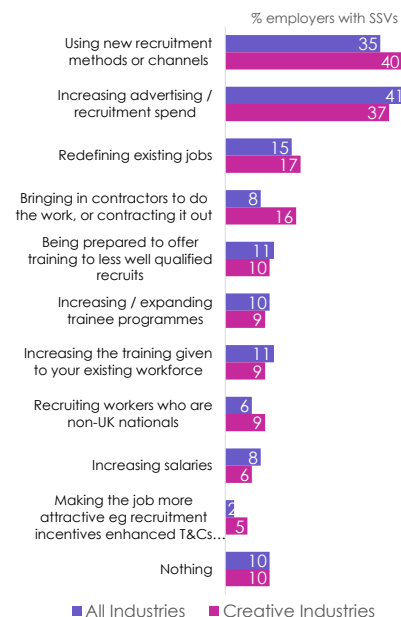 % employers with SSVs
Using new recruitment
methods or channels
35
40
Increasing advertising /
recruitment spend
41
37
Redefining existing jobs
15
17
Bringing in contractors to do
the work, or contracting it out
8
16
Being prepared to offer
training to less well qualified
recruits
11
10
Increasing / expanding
trainee programmes
10
9
Increasing the training given
to your existing workforce
11
9
Recruiting workers who are
non-UK nationals
6
9
Increasing salaries
8
6
Making the job more
attractive eg recruitment
incentives enhanced T&Cs...
2
5
Nothing
10
10
All Industries
Creative Industries